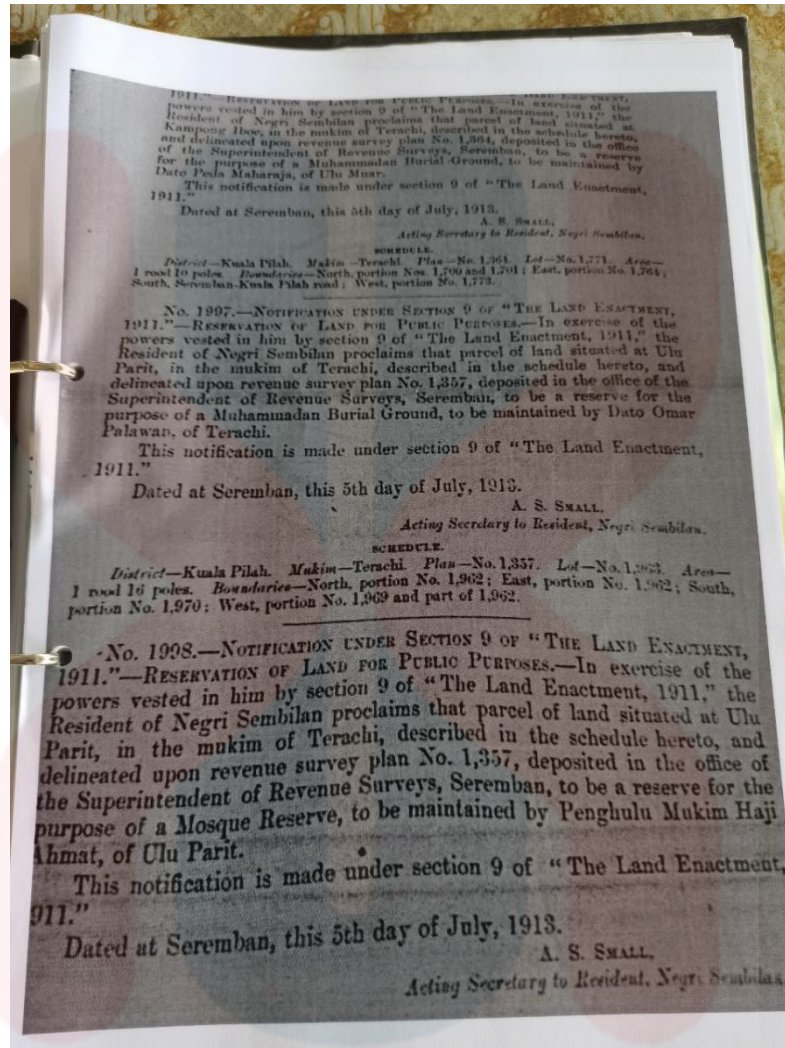 1911."—RESERVATION OF LAND FOR PUBLIC PURPOSES.—In exercise of the
powers vested in him by section 9 of "The Land Enactment, 1911," the
Resident of Negri Sembilan proclaims that parcel of land situated at
Kampong Iboe, in the mukim of Terachi, described in the schedule hereto,
and delineated upon revenue survey plan No. 1,364, deposited in the office
of the Superintendent of Revenue Surveys, Seremban, to be a reserve
for the purpose of a Muhammadan Burial Ground, to be maintained by
Dato Peda Maharaja, of Ulu Muar.
This notification is made under section 9 of "The Land Enactment,
1911."
Dated at Seremban, this 5th day of July, 1913.
A. S. SMALL,
Acting Secretary to Resident, Negri Sembilan.
SCHEDULE.
District—Kuala Pilah. Mukim—Terachi. Plan—No. 1,364. Lot—No. 1,771. Area—
1 rood 10 poles. Boundaries—North, portion Nos. 1,700 and 1,701; East, portion No. 1,764;
South, Seremban-Kuala Pilah road; West, portion No. 1,773.
No. 1997.—NOTIFICATION UNDER SECTION 9 OF "THE LAND ENACTMENT,
1911."—RESERVATION OF LAND FOR PUBLIC PURPOSES.—In exercise of the
powers vested in him by section 9 of "The Land Enactment, 1911," the
Resident of Negri Sembilan proclaims that parcel of land situated at Ulu
Parit, in the mukim of Terachi, described in the schedule hereto, and
delineated upon revenue survey plan No. 1,357, deposited in the office of the
Superintendent of Revenue Surveys, Seremban, to be a reserve for the
purpose of a Muhammadan Burial Ground, to be maintained by Dato Omar
Palawan, of Terachi.
This notification is made under section 9 of "The Land Enactment,
1911."
Dated at Seremban, this 5th day of July, 1913.
A. S. SMALL,
Acting Secretary to Resident, Negri Sembilan.
SCHEDULE.
District—Kuala Pilah. Mukim—Terachi. Plan—No. 1,357. Lot—No. Area—
1 rood 16 poles. Boundaries—North, portion No. 1,962; East, portion No. 1,962; South,
portion No. 1,970; West, portion No. 1,969 and part of 1,962.
No. 1998.—NOTIFICATION UNDER SECTION 9 OF "THE LAND ENACTMENT,
1911."—RESERVATION OF LAND FOR PUBLIC PURPOSES.—In exercise of the
powers vested in him by section 9 of "The Land Enactment, 1911," the
Resident of Negri Sembilan proclaims that parcel of land situated at Ulu
Parit, in the mukim of Terachi, described in the schedule hereto, and
delineated upon revenue survey plan No. 1,357, deposited in the office of
the Superintendent of Revenue Surveys, Seremban, to be a reserve for the
purpose of a Mosque Reserve, to be maintained by Penghulu Mukim Haji
Ahmat, of Ulu Parit.
This notification is made under section 9 of "The Land Enactment,
911."
Dated at Seremban, this 5th day of July, 1913.
A. S. SMALL,
Acting Secretary to Resident, Negri Sembilan.